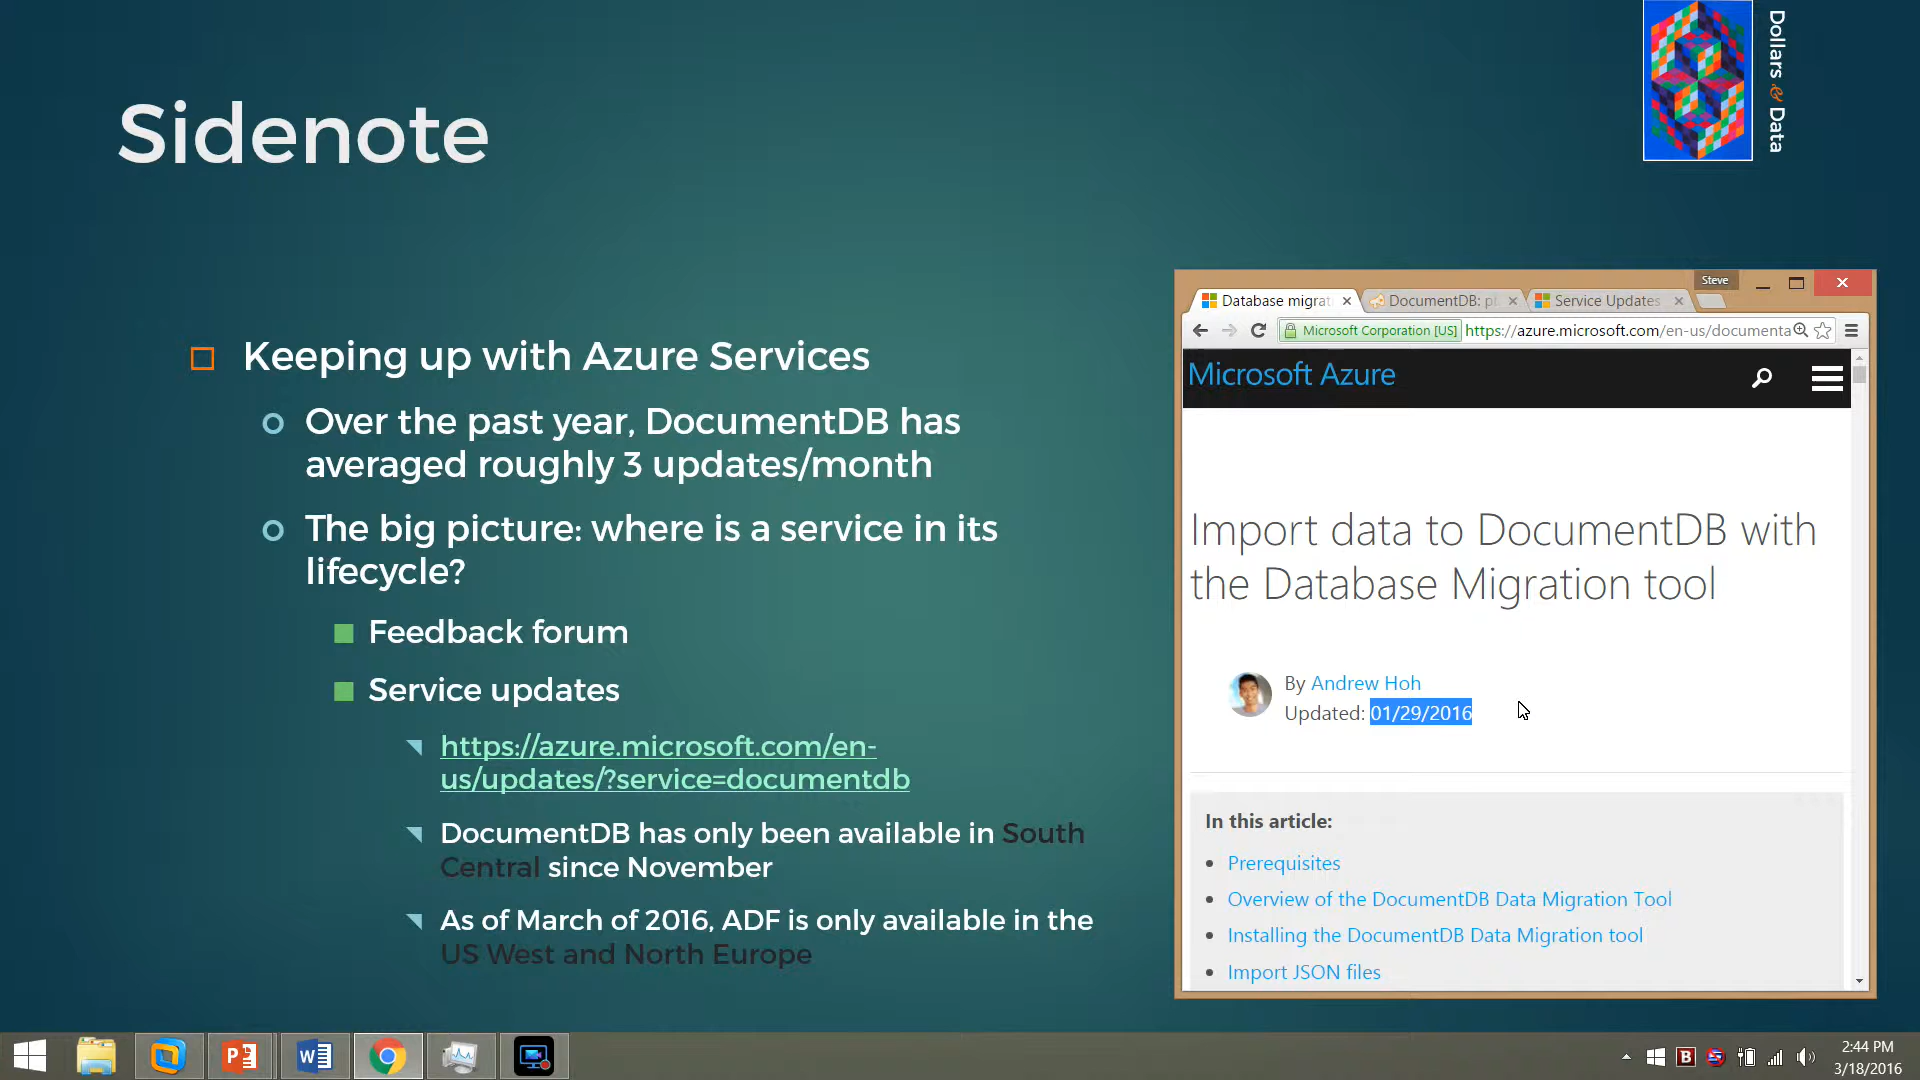 Dollars & Data
Sidenote
Keeping up with Azure Services
Over the past year, DocumentDB has
averaged roughly 3 updates/month
The big picture: where is a service in its
lifecycle?
Feedback forum
Service updates
https://azure.microsoft.com/en-
us/updates/?service=documentdb
DocumentDB has only been available in South
Central since November
As of March of 2016, ADF is only available in the
US West and North Europe
Steve
Database migrat
DocumentDB: pl
Service Updates
Microsoft Corporation [US] https://azure.microsoft.com/en-us/documenta
Microsoft Azure
Import data to DocumentDB with
the Database Migration tool
By Andrew Hoh
Updated: 01/29/2016
In this article:
Prerequisites
Overview of the DocumentDB Data Migration Tool
Installing the DocumentDB Data Migration tool
Import JSON files
2:44 PM
3/18/2016